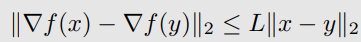 ‖∇f(x) − ∇f(y)‖₂ ≤ L‖x − y‖₂